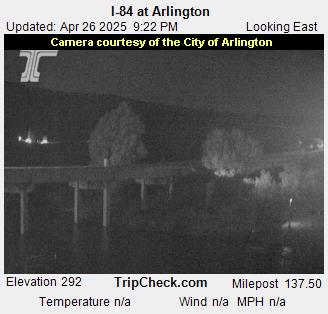 I-84 at Arlington
Updated: Apr 26 2025 9:22 PM Looking East
Camera courtesy of the City of Arlington
Elevation 292 TripCheck.com Milepost 137.50
Temperature n/a Wind n/a MPH n/a